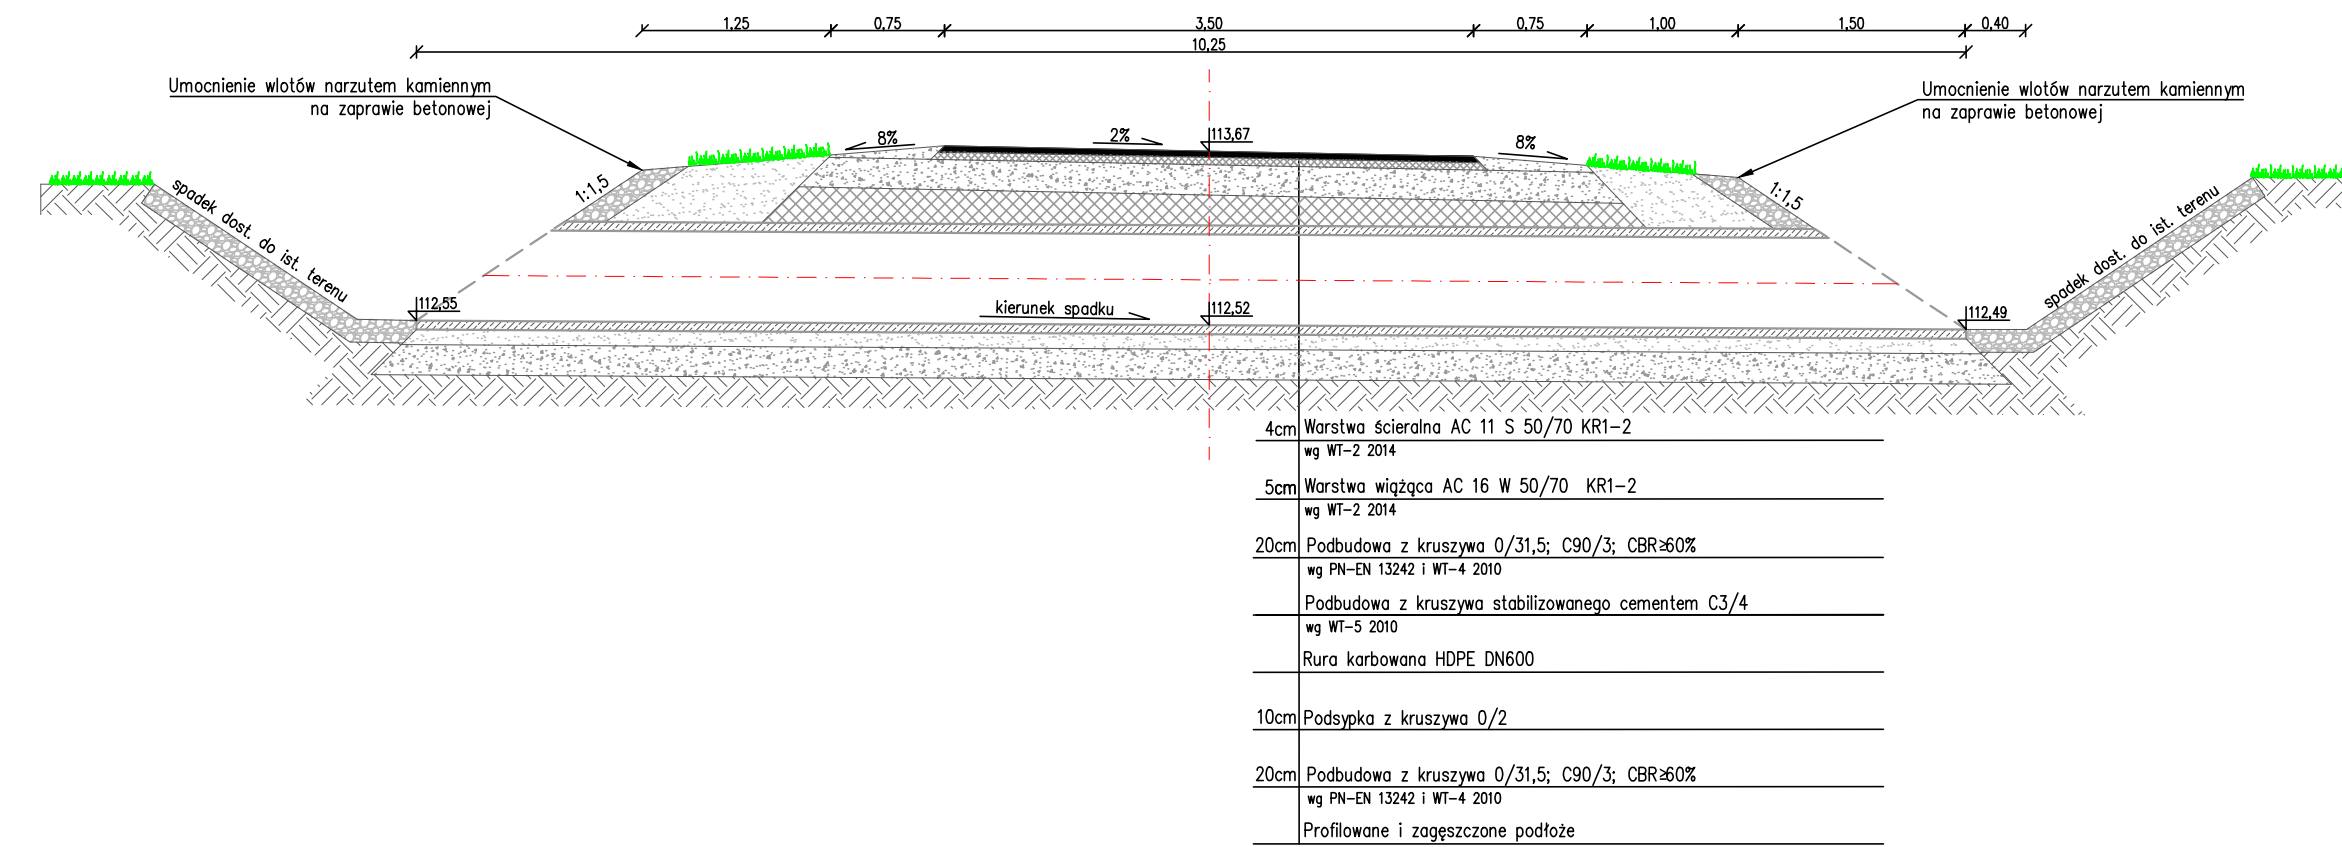 1,25 0,75 3,50 0,75 1,00 1,50 0,40
10,25
Umocnienie wlotów narzutem kamiennym
na zaprawie betonowej
Umocnienie wlotów narzutem kamiennym
na zaprawie betonowej
8% 2% 113,67 8%
1:1,5 1:1,5
spadek dost. do ist. terenu
spadek dost. do ist. terenu
112,55 kierunek spadku 112,52 112,49
4cm Warstwa ścieralna AC 11 S 50/70 KR1-2
wg WT-2 2014
5cm Warstwa wiążąca AC 16 W 50/70 KR1-2
wg WT-2 2014
20cm Podbudowa z kruszywa 0/31,5; C90/3; CBR≥60%
wg PN-EN 13242 i WT-4 2010
Podbudowa z kruszywa stabilizowanego cementem C3/4
wg WT-5 2010
Rura karbowana HDPE DN600
10cm Podsypka z kruszywa 0/2
20cm Podbudowa z kruszywa 0/31,5; C90/3; CBR≥60%
wg PN-EN 13242 i WT-4 2010
Profilowane i zagęszczone podłoże